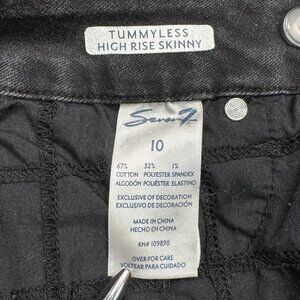 TUMMYLESS
HIGH RISE SKINNY
Seven7
10
67% 32% 1%
COTTON POLYESTER SPANDEX
ALGODÓN POLIÉSTER ELASTINO
EXCLUSIVE OF DECORATION
EXCLUSIVO DE DECORACIÓN
MADE IN CHINA
HECHO EN CHINA
RN# 109890
OVER FOR CARE
VOLTEAR PARA CUIDADO